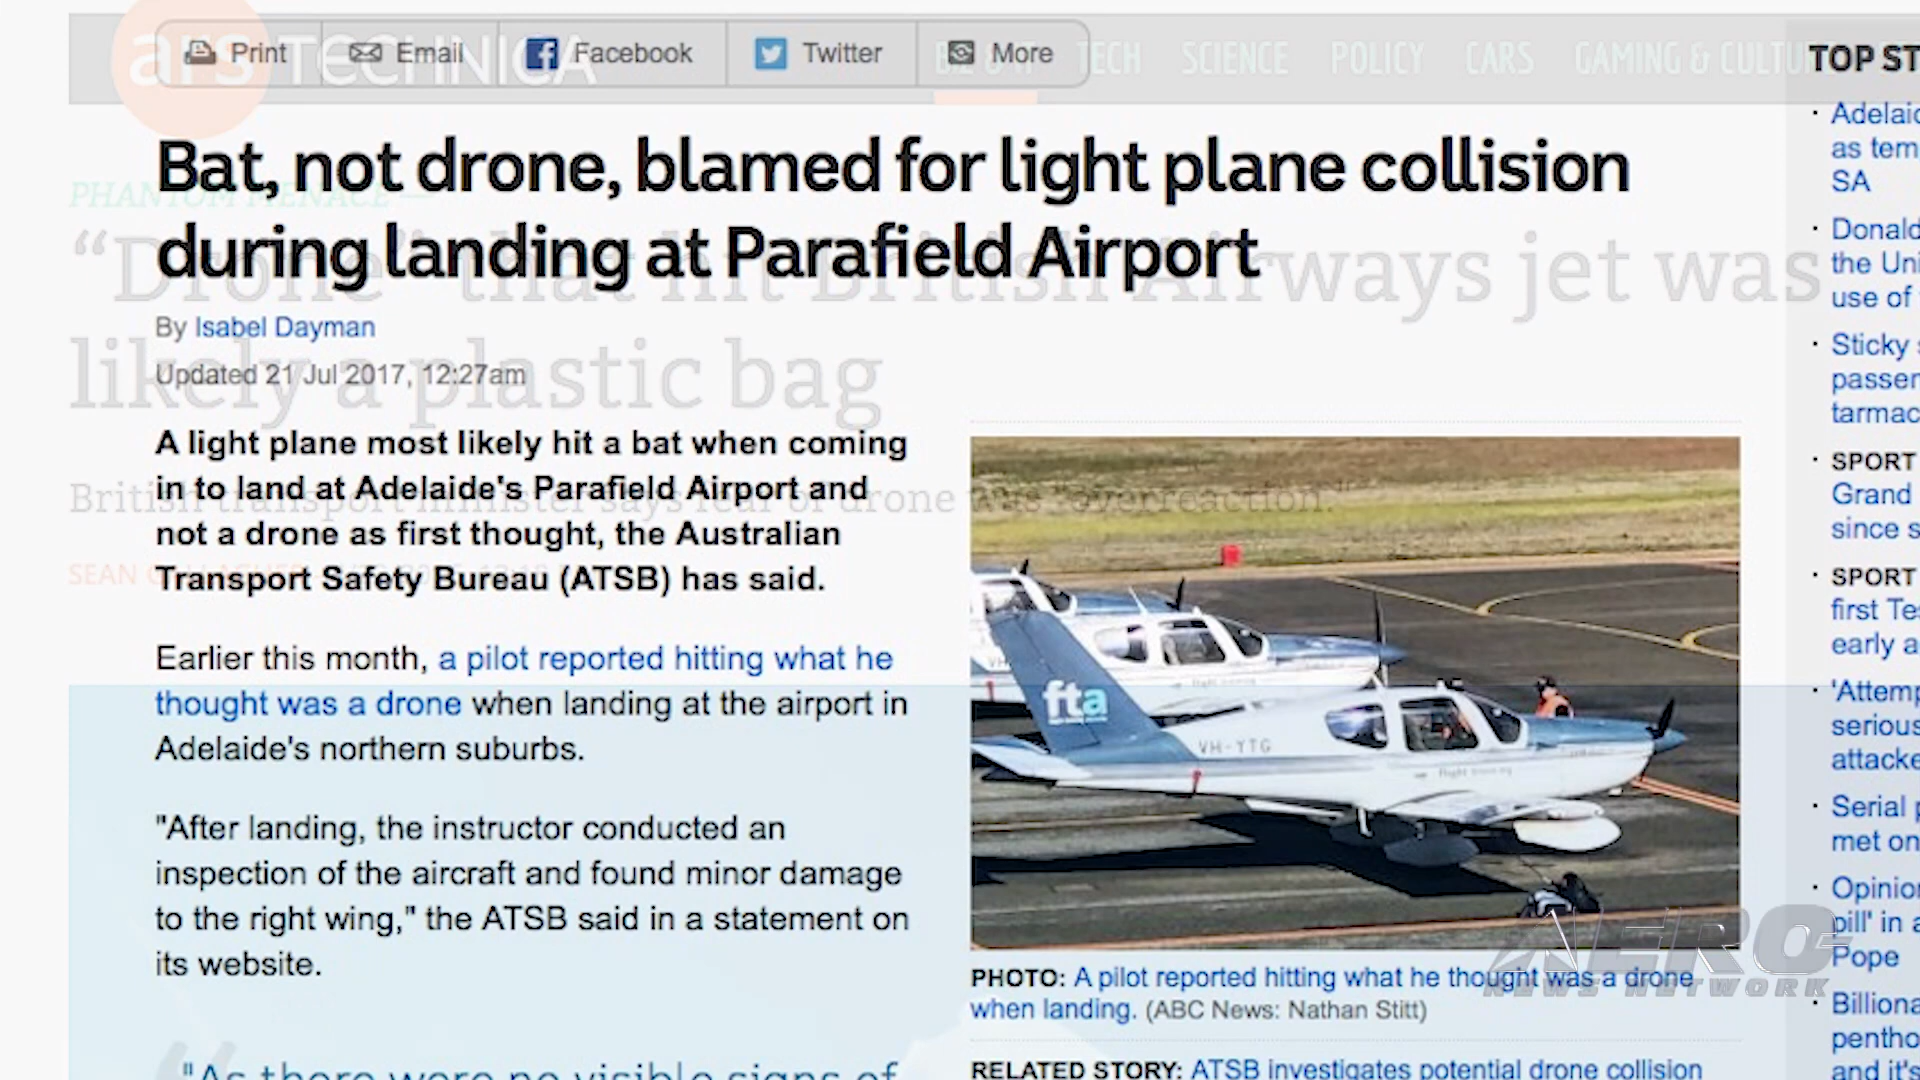 ars TECHNICA
Print
Email
Facebook
Twitter
More
TECH SCIENCE POLICY CARS GAMING &
Bat, not drone, blamed for light plane collision
during landing at Parafield Airport
PHANTOM MENACE —
“Drone” that hit British Airways jet was
likely a plastic bag
By Isabel Dayman
Updated 21 Jul 2017, 12:27am
A light plane most likely hit a bat when coming
in to land at Adelaide's Parafield Airport and
not a drone as first thought, the Australian
Transport Safety Bureau (ATSB) has said.
British transport minister says fear of drone was "overreaction."
Earlier this month, a pilot reported hitting what he
thought was a drone when landing at the airport in
Adelaide's northern suburbs.
"After landing, the instructor conducted an
inspection of the aircraft and found minor damage
to the right wing," the ATSB said in a statement on
its website.
"As there were no visible signs of
fta
VH-YTG
PHOTO: A pilot reported hitting what he thought was a drone
when landing. (ABC News: Nathan Stitt)
RELATED STORY: ATSB investigates potential drone collision
TOP ST
Adelaid
as tem
SA
Donald
the Uni
use of
Sticky
passen
tarmac
SPORT
Grand
since s
SPORT
first Te
early a
'Attemp
serious
attacke
Serial p
met on
Opinion
pill' in a
Pope
Billiona
pentho
and it's
AERO
NEWS NETWORK